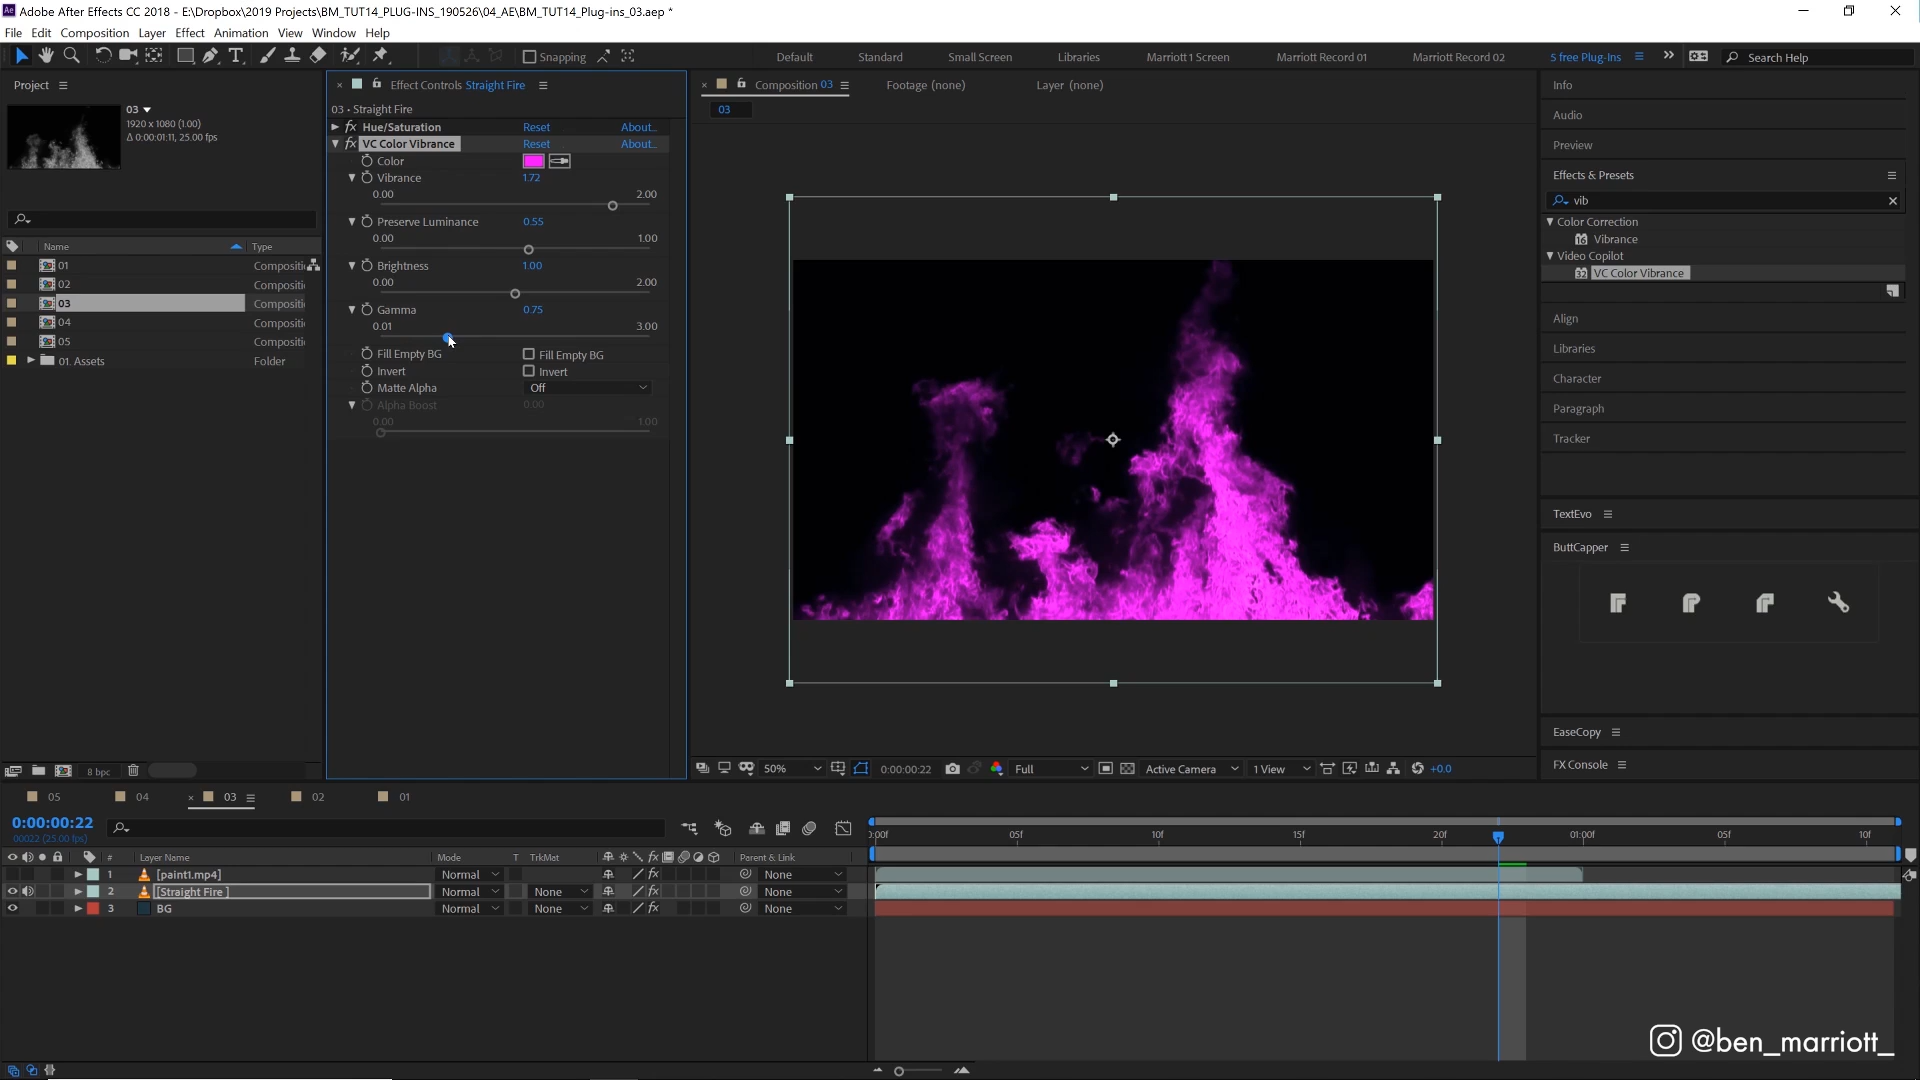 Adobe After Effects CC 2018 - E:\Dropbox\2019 Projects\BM_TUT14_PLUG-INS_190526\04_AE\BM_TUT14_Plug-ins_03.aep *
File Edit Composition Layer Effect Animation View Window Help
Snapping
Default Standard Small Screen Libraries Marriott 1 Screen Marriott Record 01 Marriott Record 02 5 free Plug-Ins Search Help
Project
03
1920 x 1080 (1.00)
Δ 0:00:01:11, 25.00 fps
Name Type
01 Compositi
02 Compositi
03 Compositi
04 Compositi
05 Compositi
01. Assets Folder
8 bpc
Effect Controls Straight Fire
03 • Straight Fire
fx Hue/Saturation Reset About...
fx VC Color Vibrance Reset About...
Color
Vibrance 1.72
0.00 2.00
Preserve Luminance 0.55
0.00 1.00
Brightness 1.00
0.00 2.00
Gamma 0.75
0.01 3.00
Fill Empty BG Fill Empty BG
Invert Invert
Matte Alpha Off
Alpha Boost 0.00
0.00 1.00
Composition 03 Footage (none) Layer (none)
03
50% 0:00:00:22 Full Active Camera 1 View +0.0
Info
Audio
Preview
Effects & Presets
vib
Color Correction
Vibrance
Video Copilot
VC Color Vibrance
Align
Libraries
Character
Paragraph
Tracker
TextEvo
ButtCapper
EaseCopy
FX Console
05 04 03 02 01
0:00:00:22
00022 (25.00 fps)
:00f 05f 10f 15f 20f 01:00f 05f 10f
# Layer Name Mode T TrkMat fx Parent & Link
1 [paint1.mp4] Normal fx None
2 [Straight Fire ] Normal None fx None
3 BG Normal None fx None
@ben_marriott_